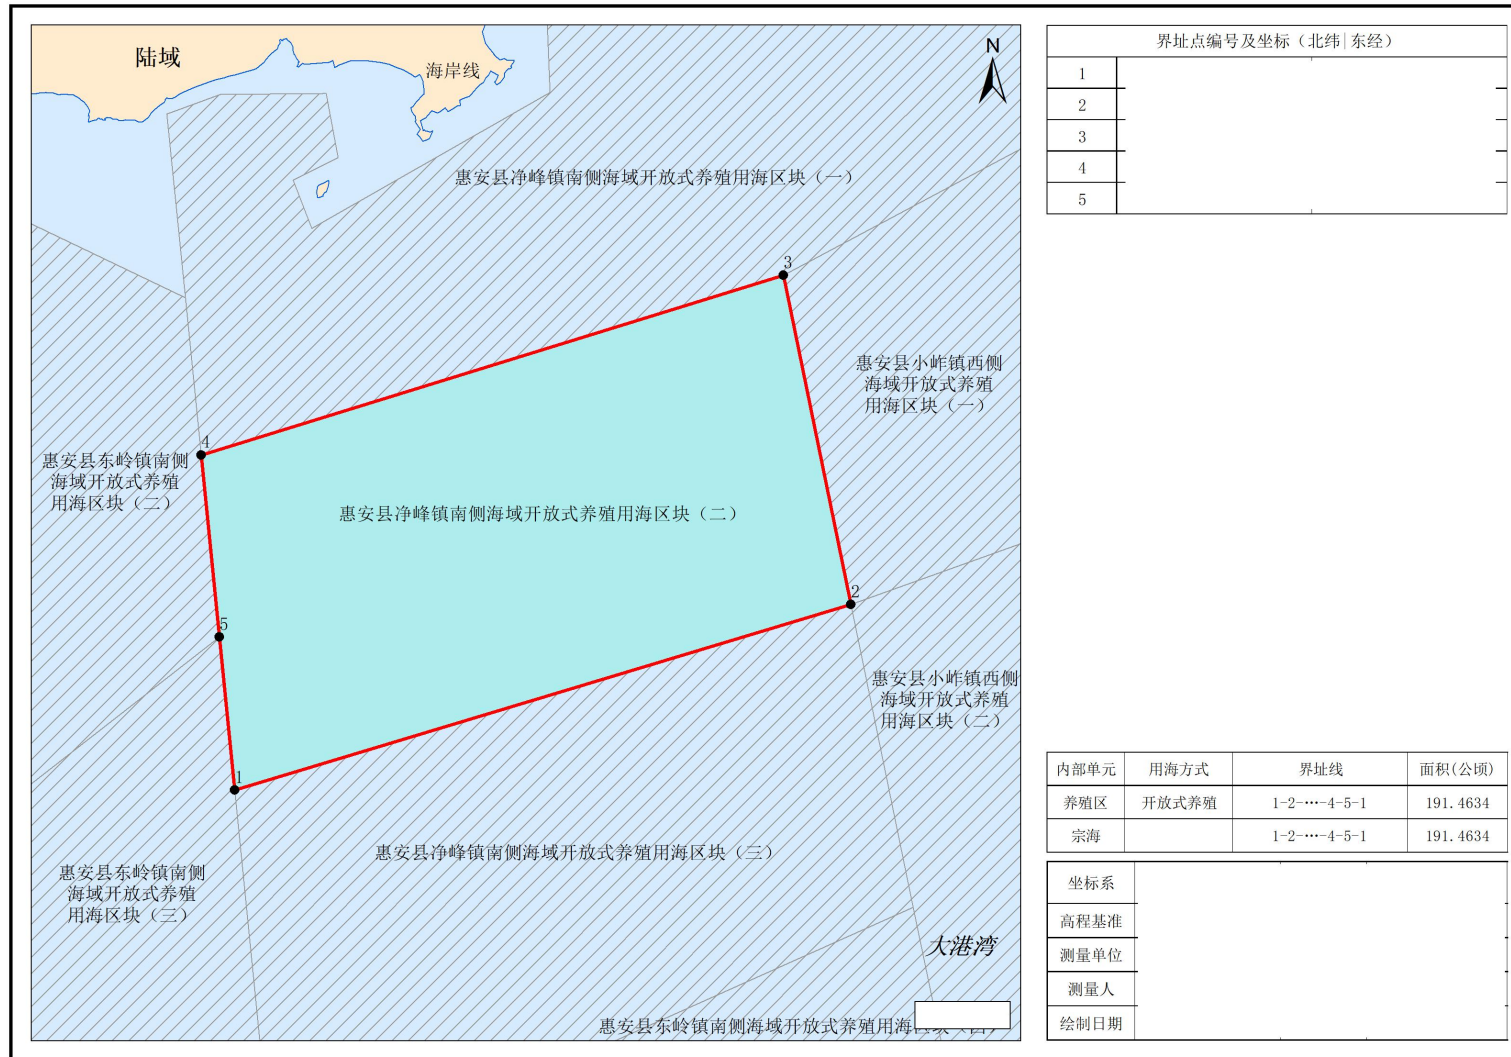 陆域
海岸线
N
惠安县净峰镇南侧海域开放式养殖用海区块（一）
3
惠安县小岞镇西侧
海域开放式养殖
用海区块（一）
4
惠安县东岭镇南侧
海域开放式养殖
用海区块（二）
惠安县净峰镇南侧海域开放式养殖用海区块（二）
2
5
惠安县小岞镇西侧
海域开放式养殖
用海区块（二）
1
惠安县净峰镇南侧海域开放式养殖用海区块（三）
惠安县东岭镇南侧
海域开放式养殖
用海区块（三）
大港湾
惠安县东岭镇南侧海域开放式养殖用海
界址点编号及坐标（北纬|东经）
1
2
3
4
5
内部单元 用海方式 界址线 面积(公顷)
养殖区 开放式养殖 1-2-…-4-5-1 191.4634
宗海 1-2-…-4-5-1 191.4634
坐标系
高程基准
测量单位
测量人
绘制日期